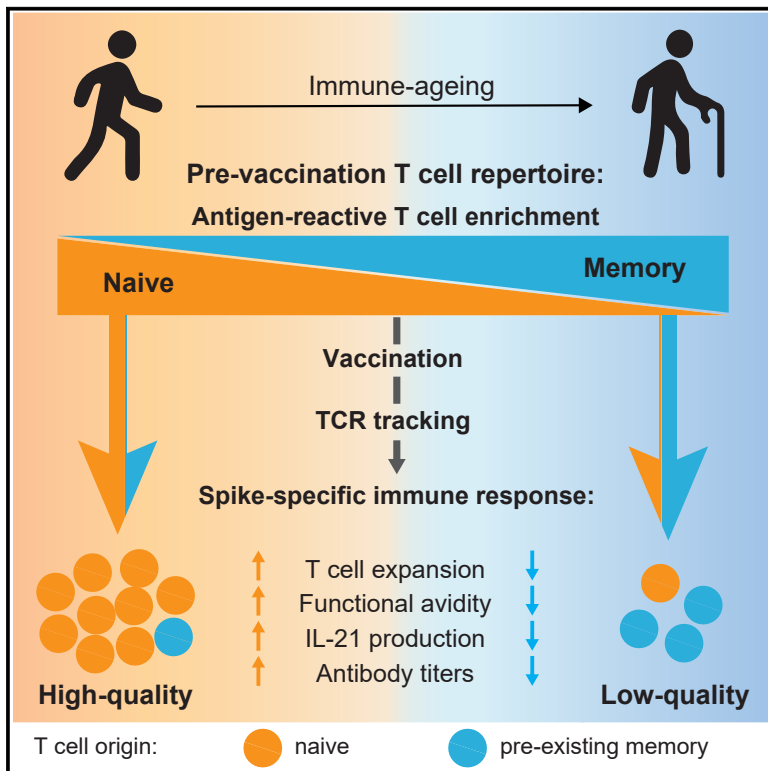 Immune-ageing
Pre-vaccination T cell repertoire:
Antigen-reactive T cell enrichment
Naive
Memory
Vaccination
TCR tracking
Spike-specific immune response:
T cell expansion
Functional avidity
IL-21 production
Antibody titers
High-quality
Low-quality
T cell origin: naive pre-existing memory